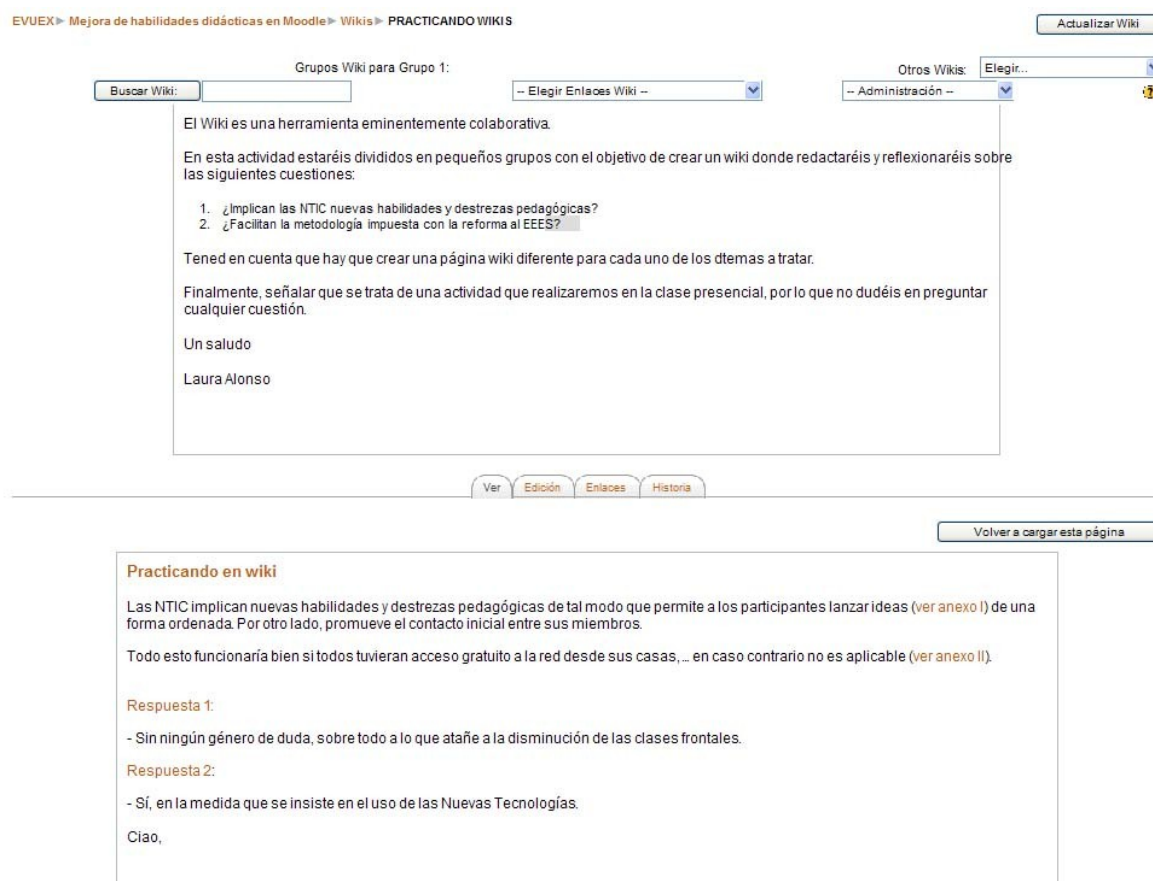 EVUEX ► Mejora de habilidades didácticas en Moodle ► Wikis ► PRACTICANDO WIKIS
Actualizar Wiki
Grupos Wiki para Grupo 1:
Otros Wikis: Elegir...
Buscar Wiki:
-- Elegir Enlaces Wiki --
-- Administración --
?
El Wiki es una herramienta eminentemente colaborativa.
En esta actividad estaréis divididos en pequeños grupos con el objetivo de crear un wiki donde redactaréis y reflexionaréis sobre
las siguientes cuestiones:
1. ¿Implican las NTIC nuevas habilidades y destrezas pedagógicas?
2. ¿Facilitan la metodología impuesta con la reforma al EEES?
Tened en cuenta que hay que crear una página wiki diferente para cada uno de los dtemas a tratar.
Finalmente, señalar que se trata de una actividad que realizaremos en la clase presencial, por lo que no dudéis en preguntar
cualquier cuestión.
Un saludo
Laura Alonso
Ver Edición Enlaces Historia
Volver a cargar esta página
Practicando en wiki
Las NTIC implican nuevas habilidades y destrezas pedagógicas de tal modo que permite a los participantes lanzar ideas (ver anexo I) de una
forma ordenada. Por otro lado, promueve el contacto inicial entre sus miembros.
Todo esto funcionaría bien si todos tuvieran acceso gratuito a la red desde sus casas,... en caso contrario no es aplicable (ver anexo II).
Respuesta 1:
- Sin ningún género de duda, sobre todo a lo que atañe a la disminución de las clases frontales.
Respuesta 2:
- Sí, en la medida que se insiste en el uso de las Nuevas Tecnologías.
Ciao,